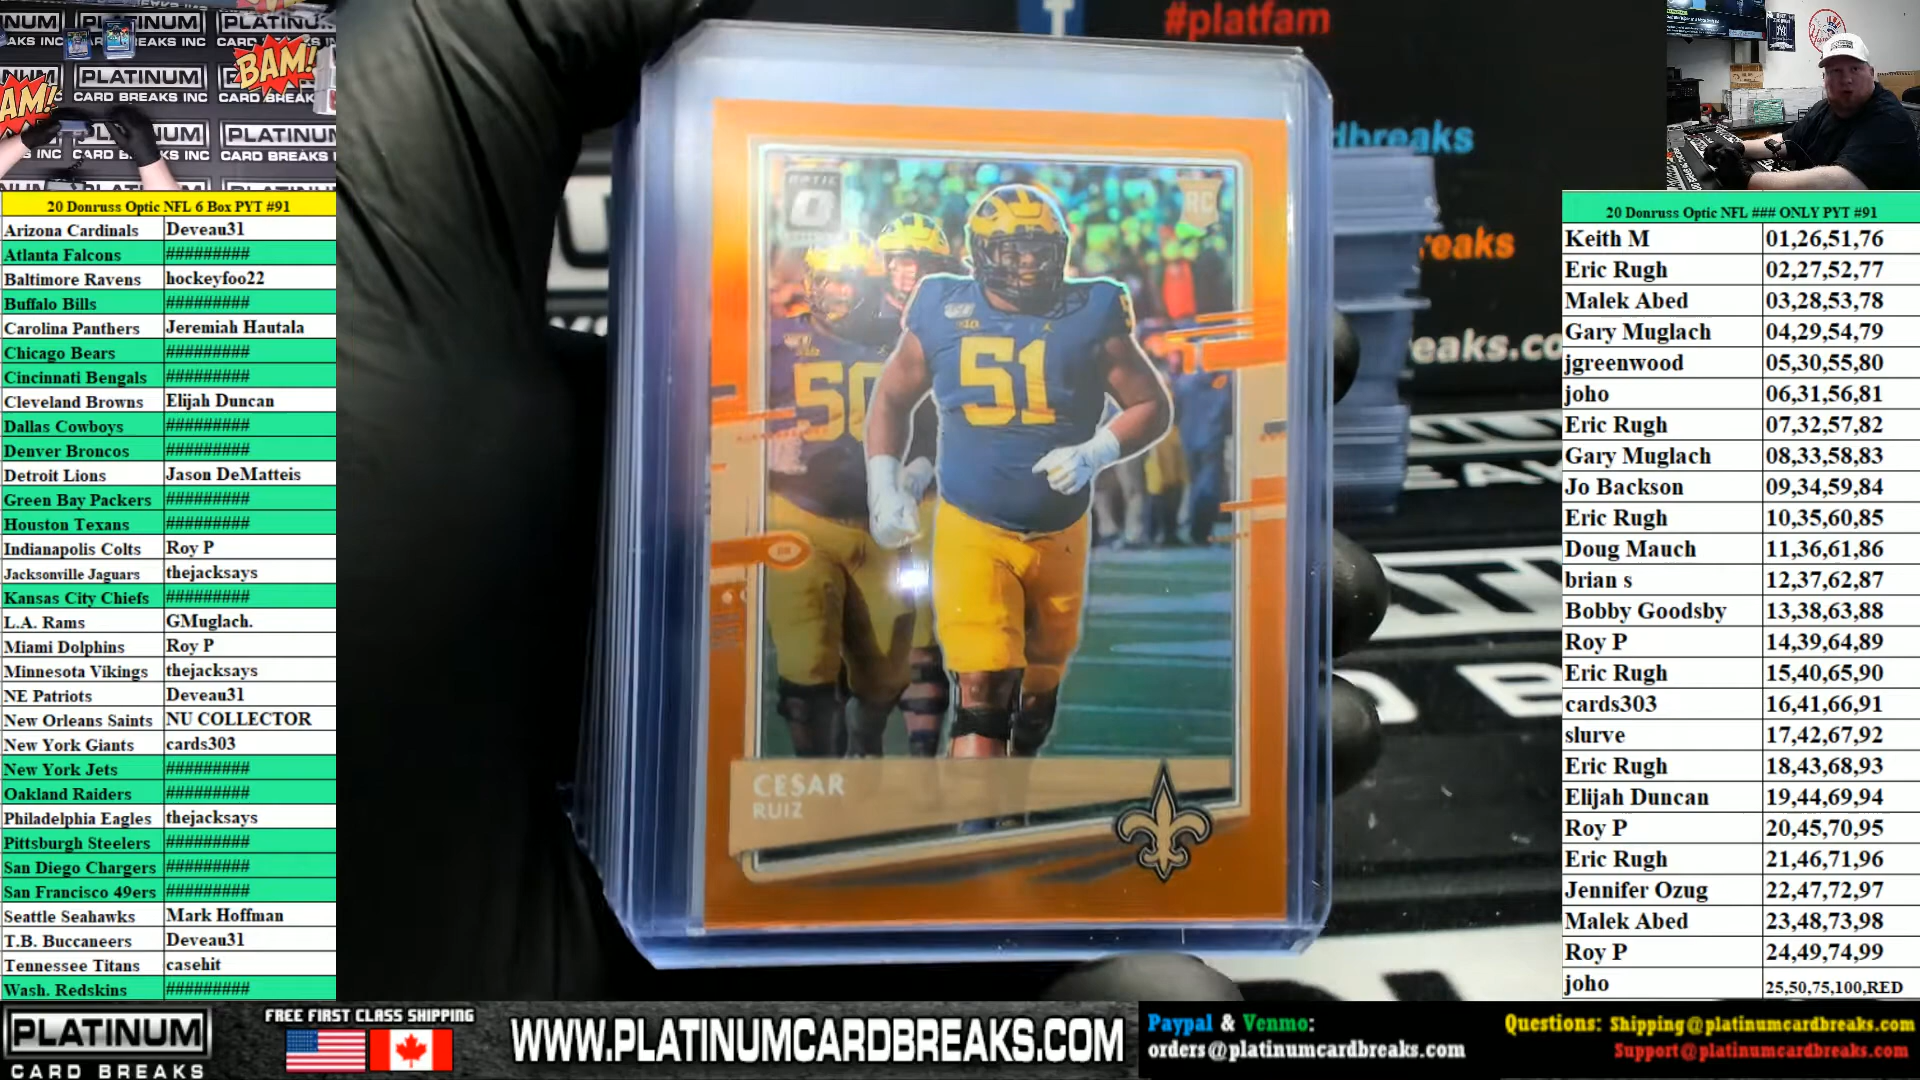 PLATINUM
CARD BREAKS INC
BAM!
#platfam
dbreaks
eaks
eaks.co
20 Donruss Optic NFL 6 Box PYT #91
Arizona Cardinals Deveau31
Atlanta Falcons #########
Baltimore Ravens hockeyfoo22
Buffalo Bills #########
Carolina Panthers Jeremiah Hautala
Chicago Bears #########
Cincinnati Bengals #########
Cleveland Browns Elijah Duncan
Dallas Cowboys #########
Denver Broncos #########
Detroit Lions Jason DeMatteis
Green Bay Packers #########
Houston Texans #########
Indianapolis Colts Roy P
Jacksonville Jaguars thejacksays
Kansas City Chiefs #########
L.A. Rams GMuglach.
Miami Dolphins Roy P
Minnesota Vikings thejacksays
NE Patriots Deveau31
New Orleans Saints NU COLLECTOR
New York Giants cards303
New York Jets #########
Oakland Raiders #########
Philadelphia Eagles thejacksays
Pittsburgh Steelers #########
San Diego Chargers #########
San Francisco 49ers #########
Seattle Seahawks Mark Hoffman
T.B. Buccaneers Deveau31
Tennessee Titans casehit
Wash. Redskins #########
OPTIC
RC
50
51
CESAR
RUIZ
20 Donruss Optic NFL ### ONLY PYT #91
Keith M 01,26,51,76
Eric Rugh 02,27,52,77
Malek Abed 03,28,53,78
Gary Muglach 04,29,54,79
jgreenwood 05,30,55,80
joho 06,31,56,81
Eric Rugh 07,32,57,82
Gary Muglach 08,33,58,83
Jo Backson 09,34,59,84
Eric Rugh 10,35,60,85
Doug Mauch 11,36,61,86
brian s 12,37,62,87
Bobby Goodsby 13,38,63,88
Roy P 14,39,64,89
Eric Rugh 15,40,65,90
cards303 16,41,66,91
slurve 17,42,67,92
Eric Rugh 18,43,68,93
Elijah Duncan 19,44,69,94
Roy P 20,45,70,95
Eric Rugh 21,46,71,96
Jennifer Ozug 22,47,72,97
Malek Abed 23,48,73,98
Roy P 24,49,74,99
joho 25,50,75,100,RED
PLATINUM
CARD BREAKS
FREE FIRST CLASS SHIPPING
WWW.PLATINUMCARDBREAKS.COM
Paypal & Venmo:
orders@platinumcardbreaks.com
Questions: Shipping@platinumcardbreaks.com
Support@platinumcardbreaks.com